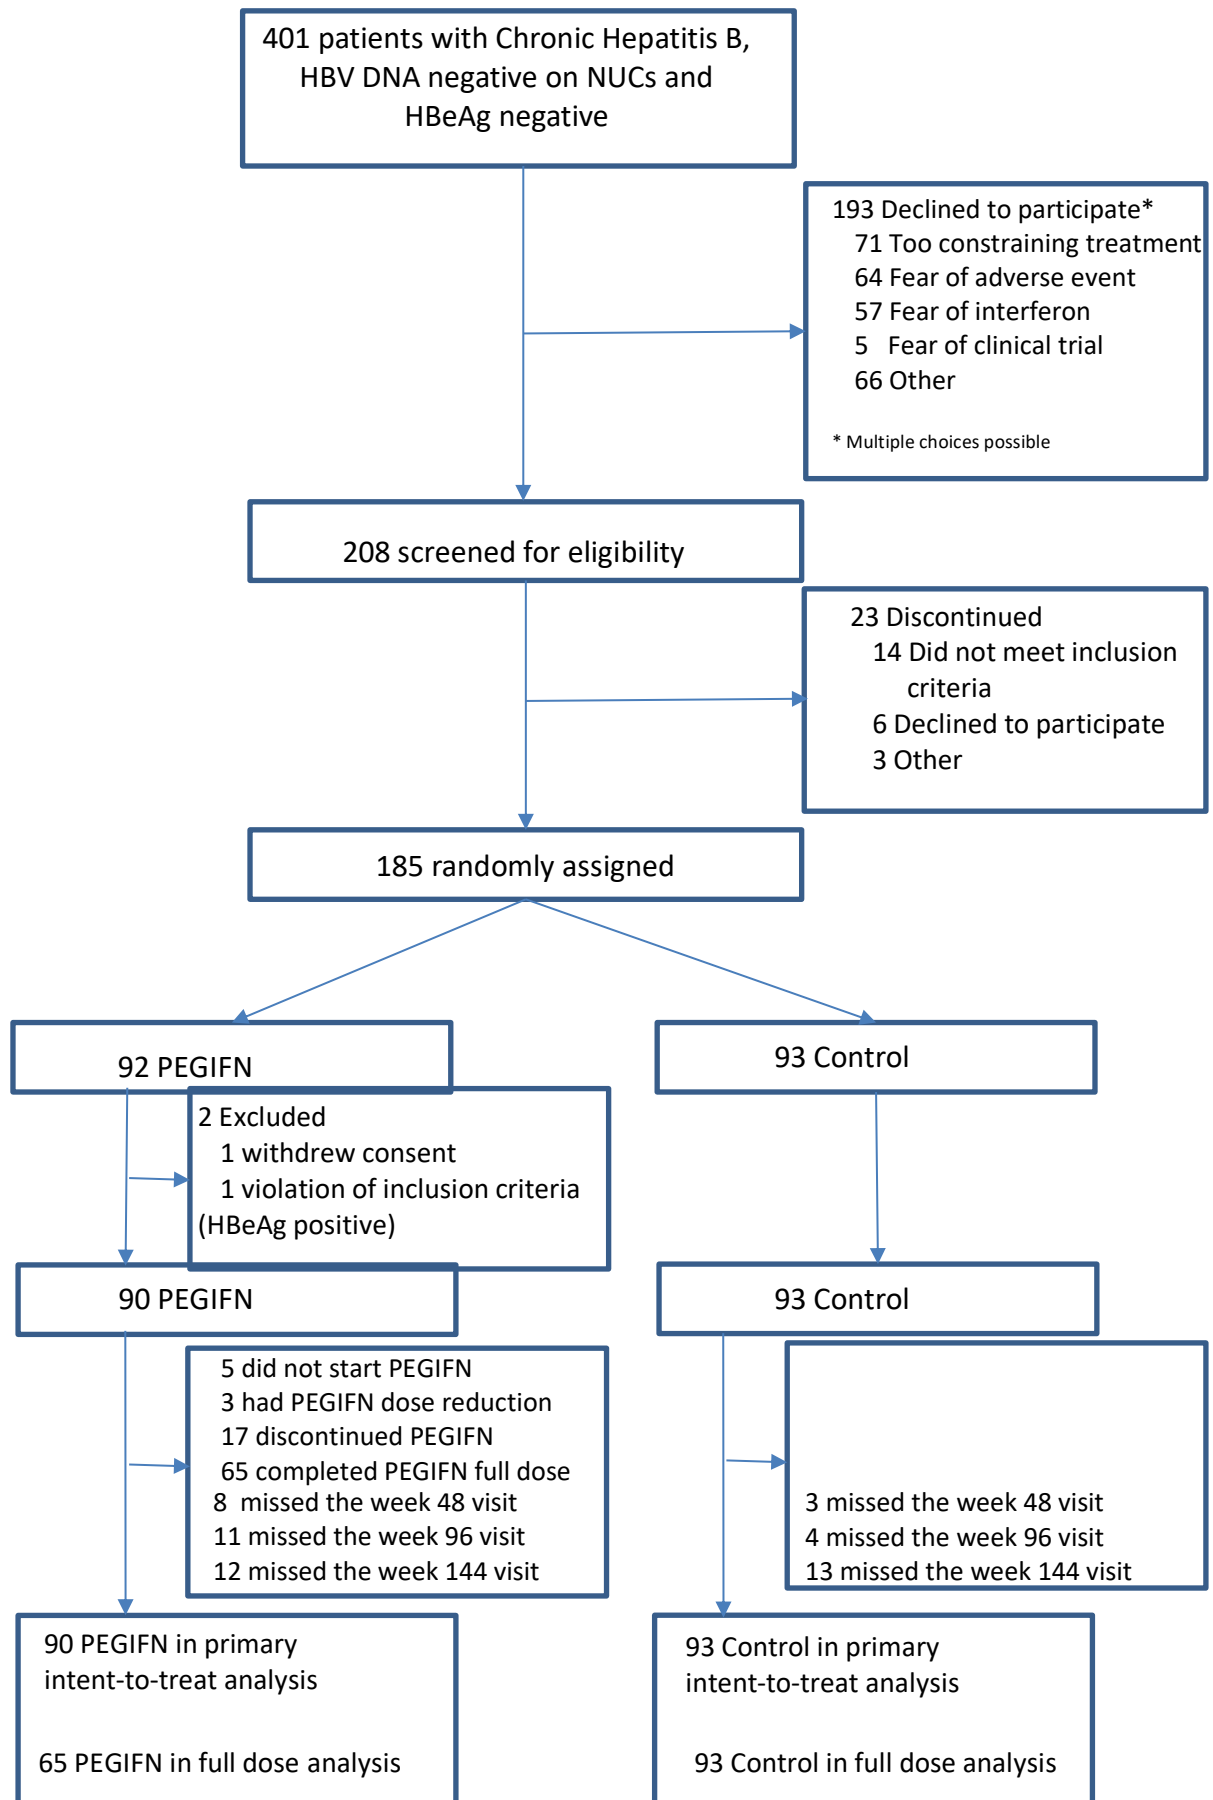 401 patients with Chronic Hepatitis B,
HBV DNA negative on NUCs and
HBeAg negative
193 Declined to participate*
71 Too constraining treatment
64 Fear of adverse event
57 Fear of interferon
5 Fear of clinical trial
66 Other
* Multiple choices possible
208 screened for eligibility
23 Discontinued
14 Did not meet inclusion
criteria
6 Declined to participate
3 Other
185 randomly assigned
92 PEGIFN
93 Control
2 Excluded
1 withdrew consent
1 violation of inclusion criteria
(HBeAg positive)
90 PEGIFN
93 Control
5 did not start PEGIFN
3 had PEGIFN dose reduction
17 discontinued PEGIFN
65 completed PEGIFN full dose
8 missed the week 48 visit
11 missed the week 96 visit
12 missed the week 144 visit
3 missed the week 48 visit
4 missed the week 96 visit
13 missed the week 144 visit
90 PEGIFN in primary
intent-to-treat analysis
65 PEGIFN in full dose analysis
93 Control in primary
intent-to-treat analysis
93 Control in full dose analysis